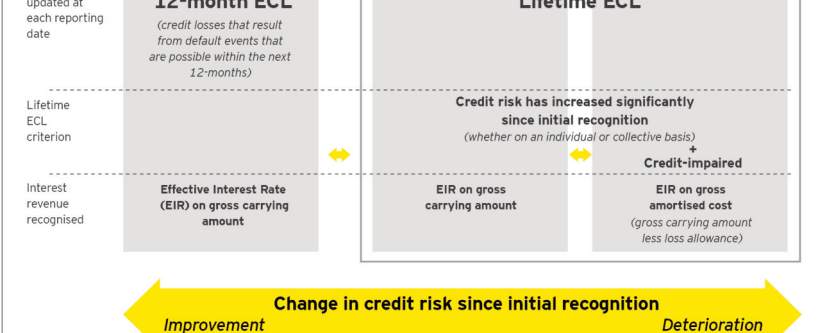 updated at
each reporting
date
12-month ECL
(credit losses that result
from default events that
are possible within the next
12-months)
Lifetime ECL
Lifetime
ECL
criterion
Credit risk has increased significantly
since initial recognition
(whether on an individual or collective basis)
+
Credit-impaired
Interest
revenue
recognised
Effective Interest Rate
(EIR) on gross carrying
amount
EIR on gross
carrying amount
EIR on gross
amortised cost
(gross carrying amount
less loss allowance)
Change in credit risk since initial recognition
Improvement
Deterioration